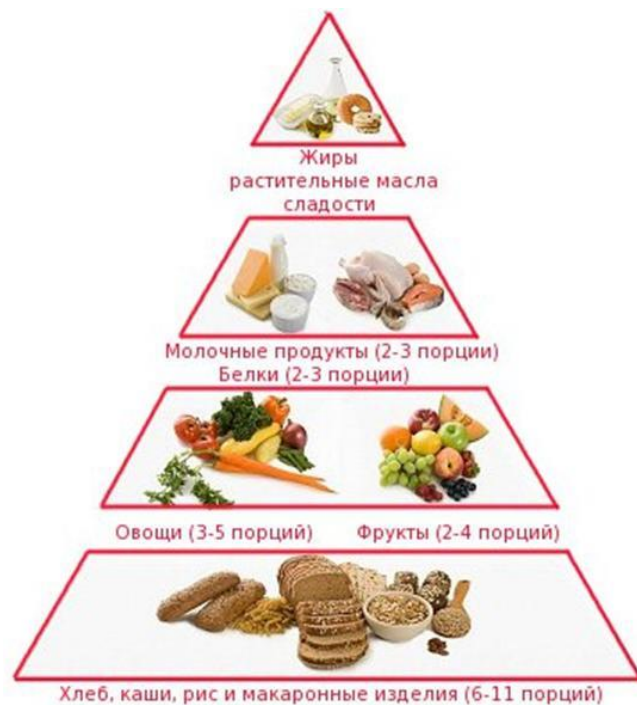 Жиры
растительные масла
сладости
Молочные продукты (2-3 порции)
Белки (2-3 порции)
Овощи (3-5 порций)
Фрукты (2-4 порций)
Хлеб, каши, рис и макаронные изделия (6-11 порций)